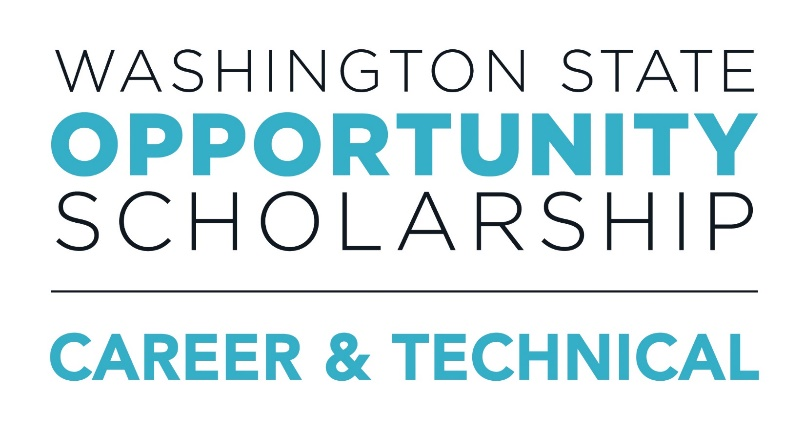 WASHINGTON STATE
OPPORTUNITY
SCHOLARSHIP
CAREER & TECHNICAL